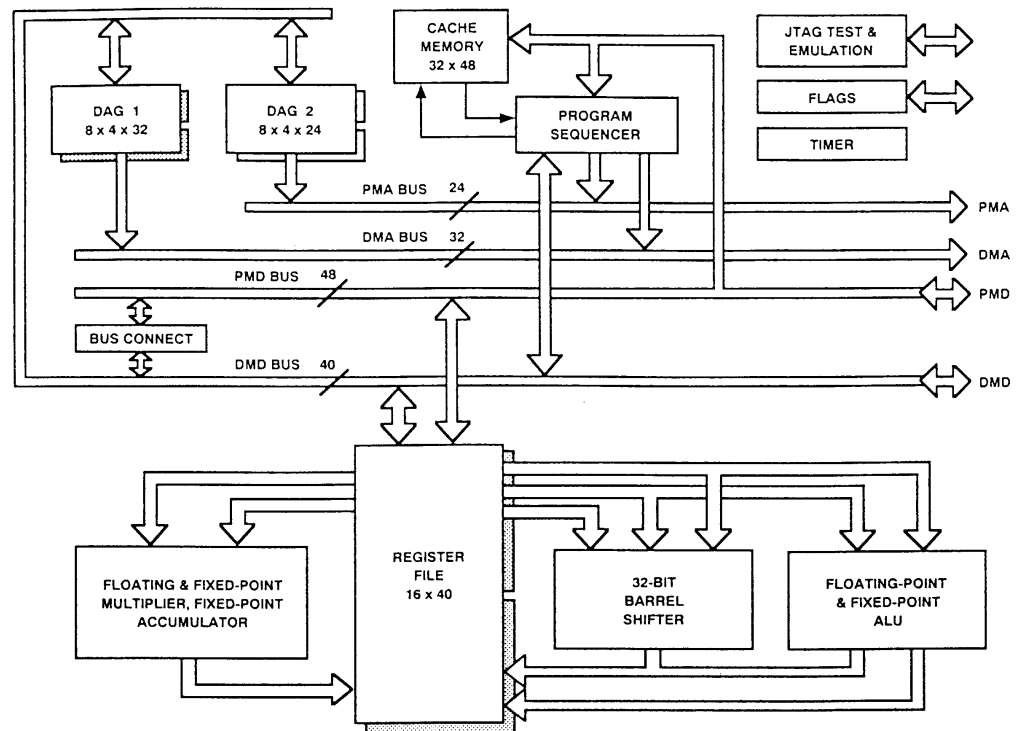 CACHE
MEMORY
32 x 48
JTAG TEST &
EMULATION
DAG 1
8 x 4 x 32
DAG 2
8 x 4 x 24
FLAGS
PROGRAM
SEQUENCER
TIMER
PMA BUS 24
PMA
DMA BUS 32
DMA
PMD BUS 48
PMD
BUS CONNECT
DMD BUS 40
DMD
REGISTER
FILE
16 x 40
FLOATING & FIXED-POINT
MULTIPLIER, FIXED-POINT
ACCUMULATOR
32-BIT
BARREL
SHIFTER
FLOATING-POINT
& FIXED-POINT
ALU